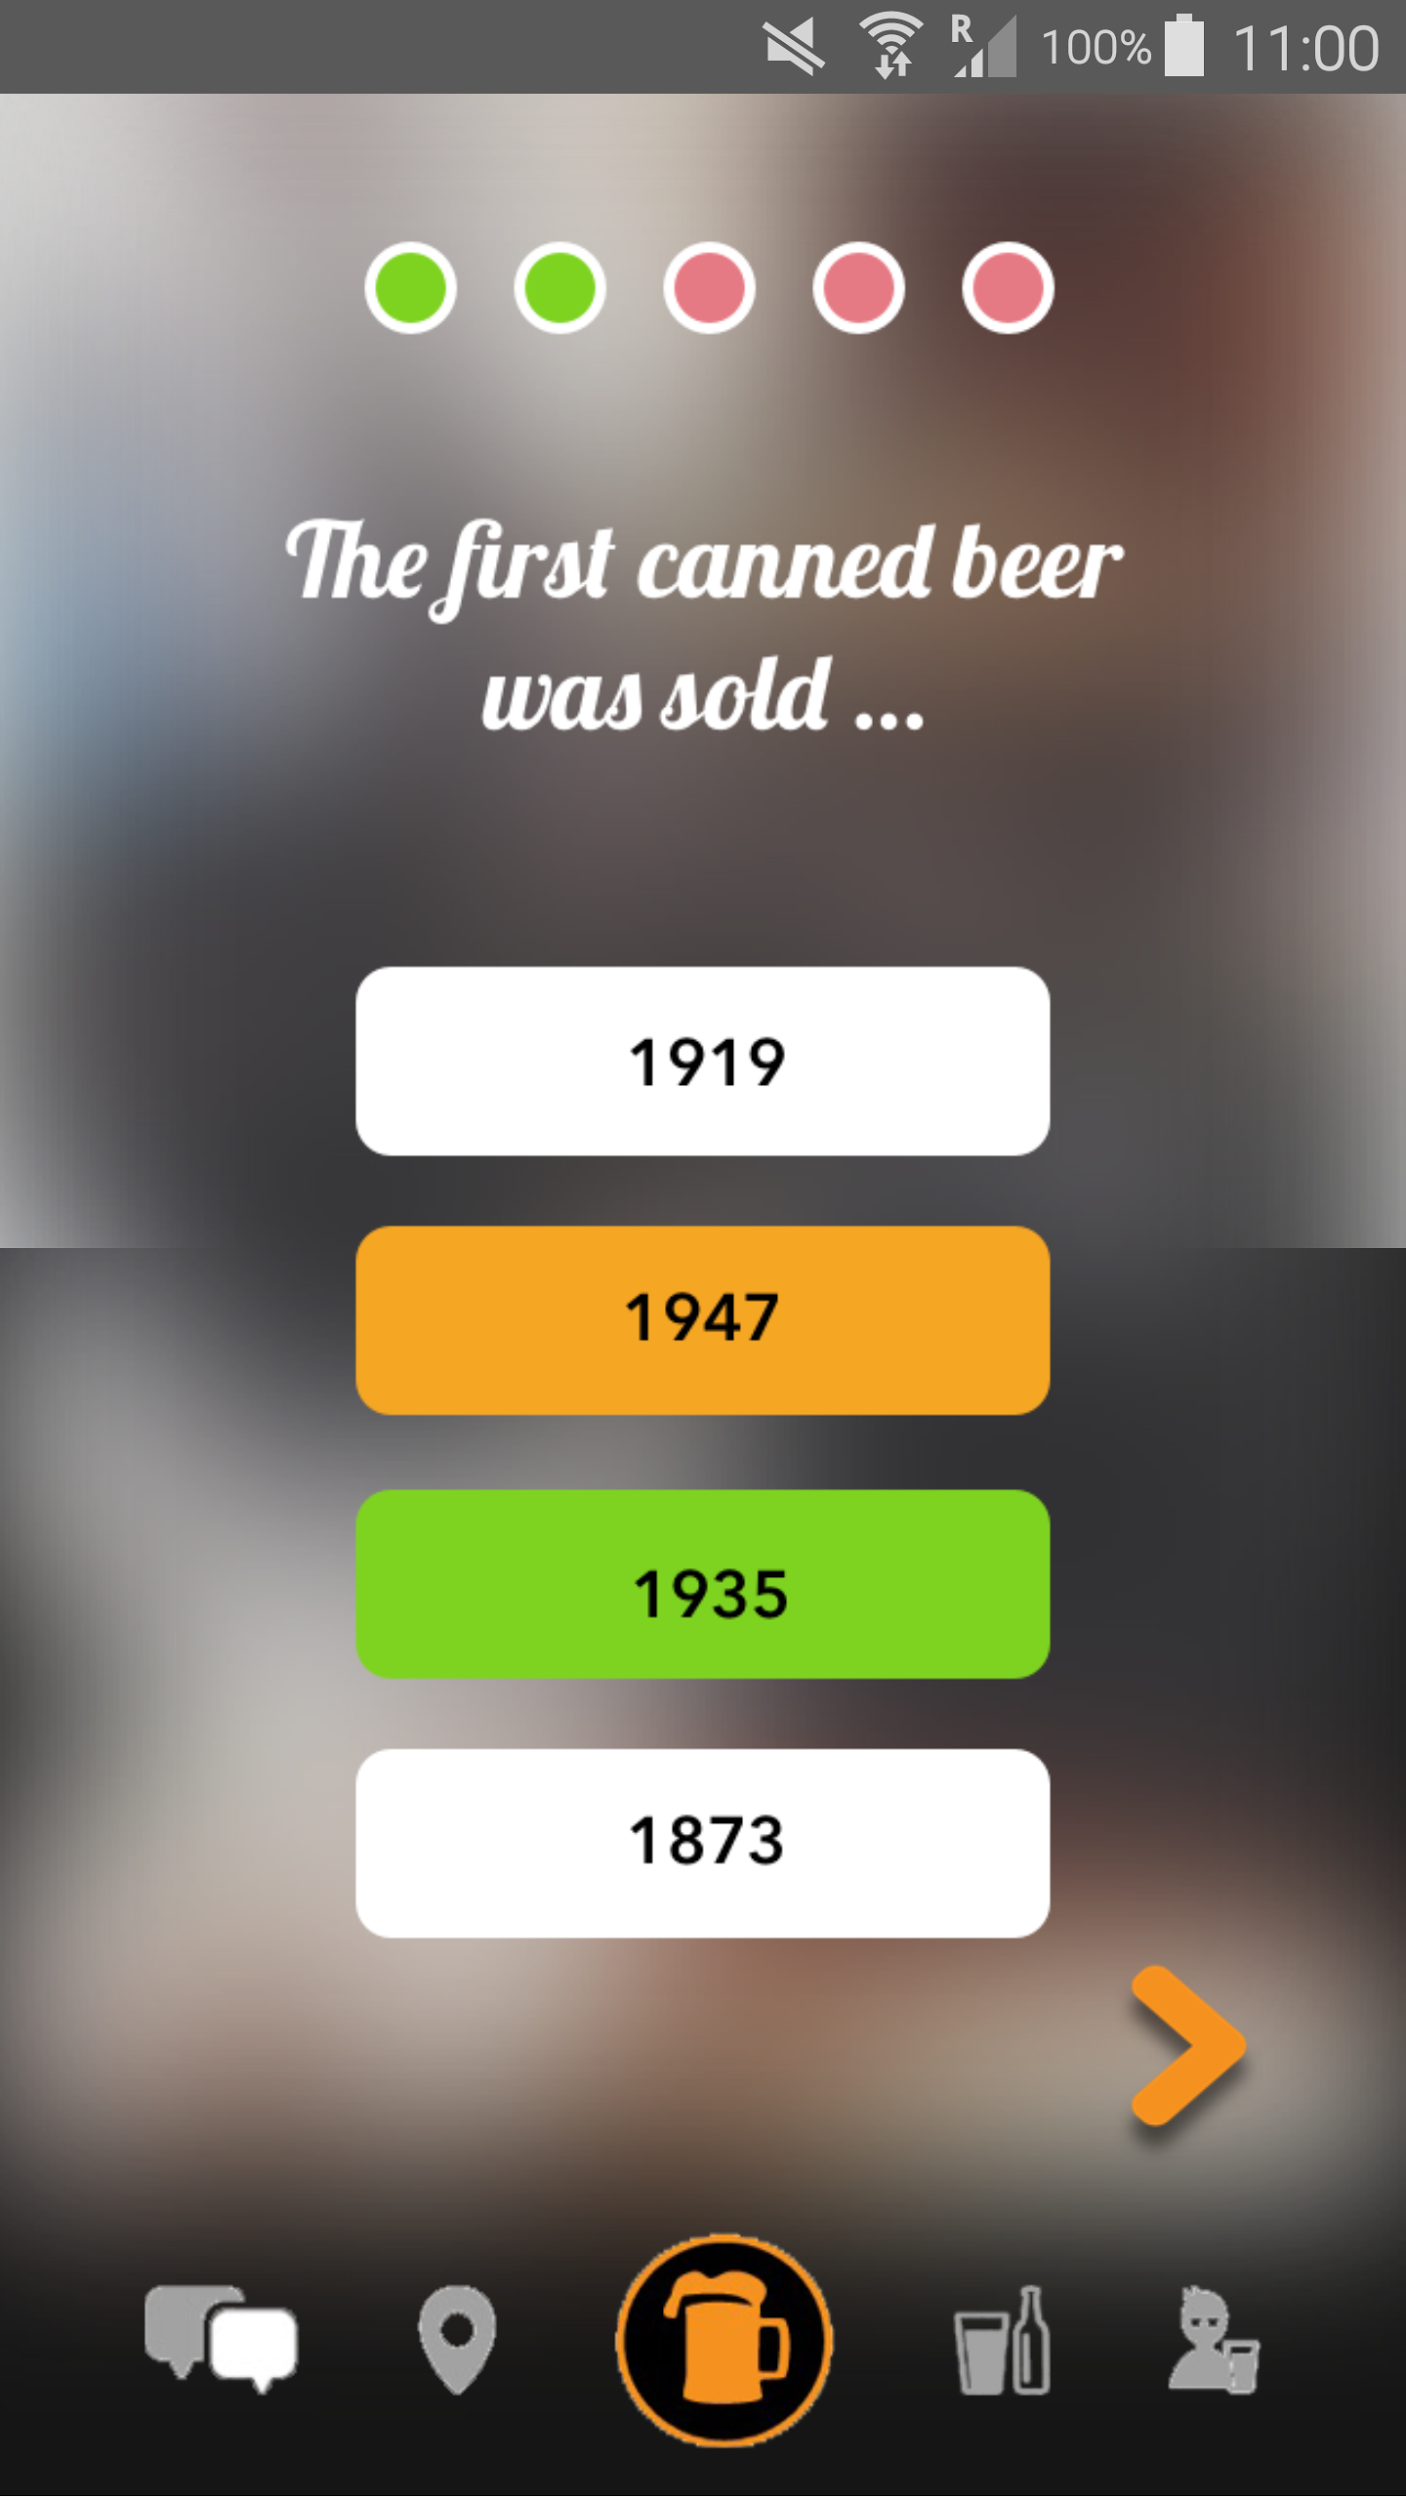 R 100% 11:00
The first canned beer
was sold ...
1919
1947
1935
1873